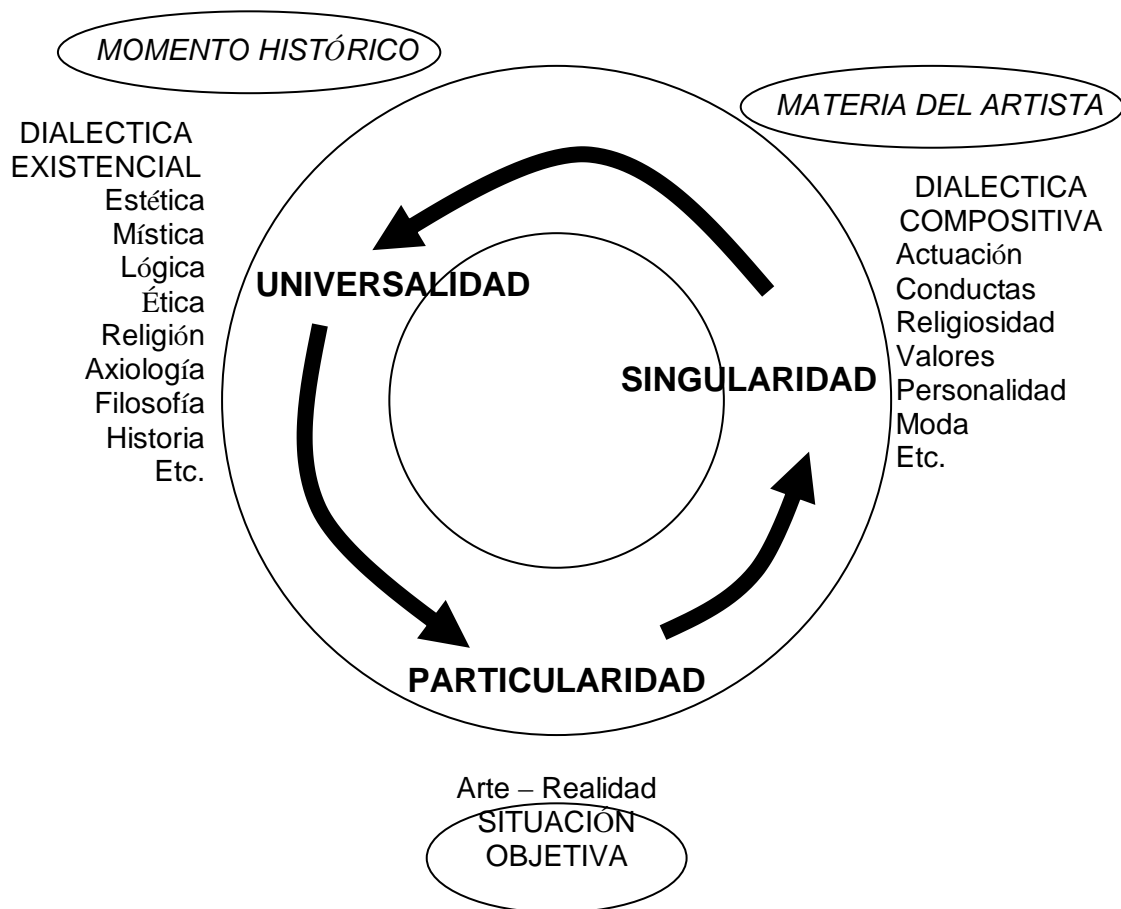 MOMENTO HISTÓRICO
MATERIA DEL ARTISTA
DIALECTICA
EXISTENCIAL
Estética
Mística
Lógica
Ética
Religión
Axiología
Filosofía
Historia
Etc.
UNIVERSALIDAD
SINGULARIDAD
PARTICULARIDAD
DIALECTICA
COMPOSITIVA
Actuación
Conductas
Religiosidad
Valores
Personalidad
Moda
Etc.
Arte – Realidad
SITUACIÓN
OBJETIVA